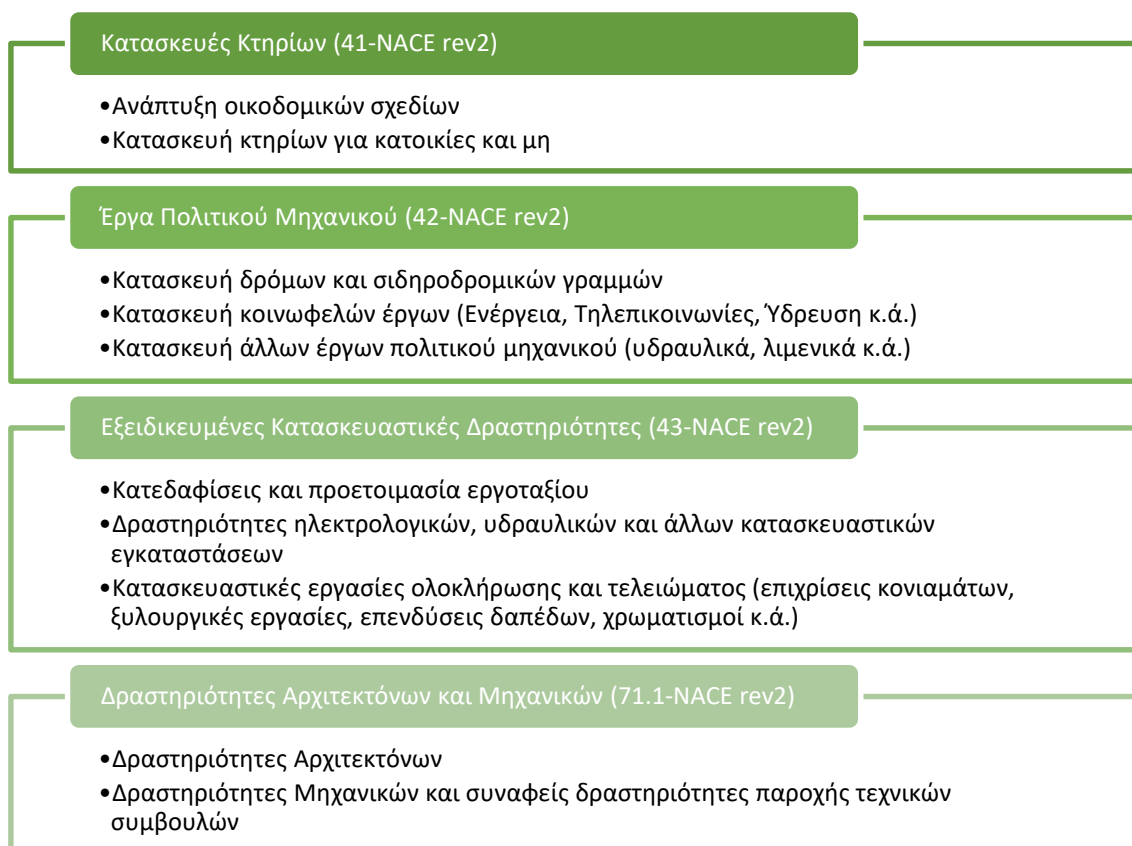 Κατασκευές Κτηρίων (41-NACE rev2)
•Ανάπτυξη οικοδομικών σχεδίων
•Κατασκευή κτηρίων για κατοικίες και μη
Έργα Πολιτικού Μηχανικού (42-NACE rev2)
•Κατασκευή δρόμων και σιδηροδρομικών γραμμών
•Κατασκευή κοινωφελών έργων (Ενέργεια, Τηλεπικοινωνίες, Ύδρευση κ.ά.)
•Κατασκευή άλλων έργων πολιτικού μηχανικού (υδραυλικά, λιμενικά κ.ά.)
Εξειδικευμένες Κατασκευαστικές Δραστηριότητες (43-NACE rev2)
•Κατεδαφίσεις και προετοιμασία εργοταξίου
•Δραστηριότητες ηλεκτρολογικών, υδραυλικών και άλλων κατασκευαστικών
εγκαταστάσεων
•Κατασκευαστικές εργασίες ολοκλήρωσης και τελειώματος (επιχρίσεις κονιαμάτων,
ξυλουργικές εργασίες, επενδύσεις δαπέδων, χρωματισμοί κ.ά.)
Δραστηριότητες Αρχιτεκτόνων και Μηχανικών (71.1-NACE rev2)
•Δραστηριότητες Αρχιτεκτόνων
•Δραστηριότητες Μηχανικών και συναφείς δραστηριότητες παροχής τεχνικών
συμβουλών